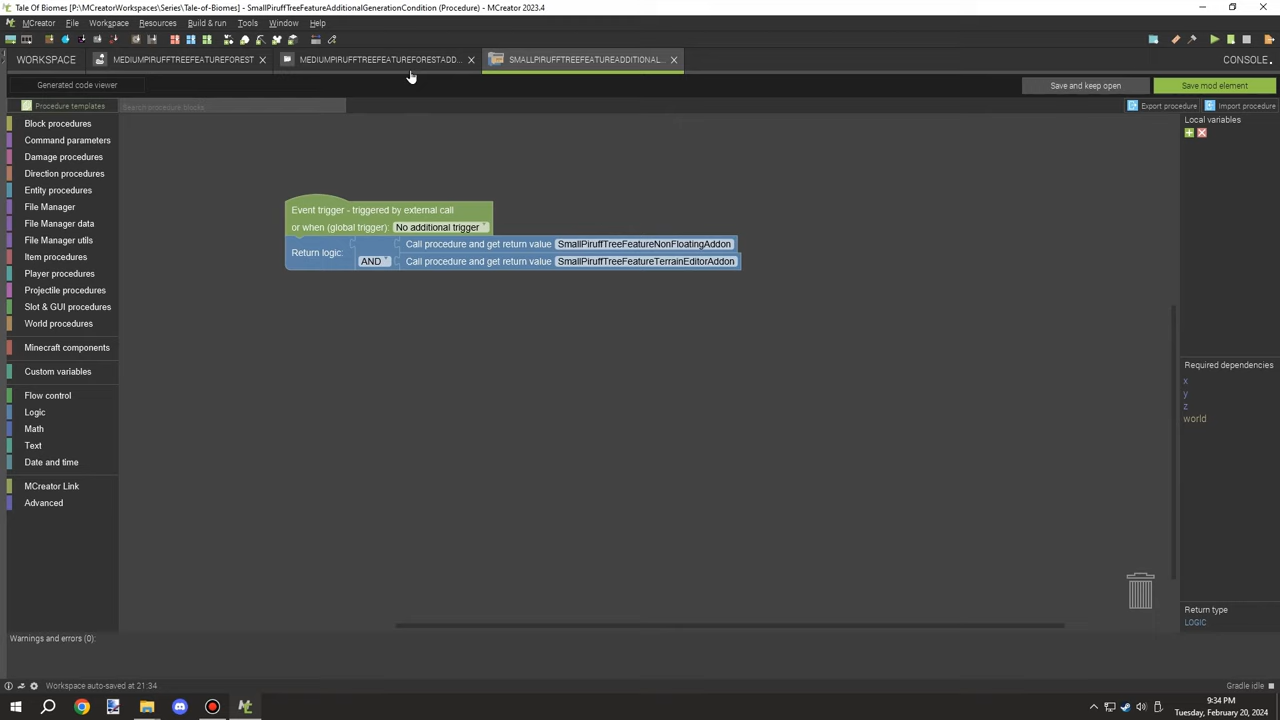 Tale Of Biomes [P:\MCreatorWorkspaces\Series\Tale-of-Biomes] - SmallPiruffTreeFeatureAdditionalGenerationCondition (Procedure) - MCreator 2023.4
MCreator File Workspace Resources Build & run Tools Window Help
WORKSPACE MEDIUMPIRUFFTREEFEATUREFOREST MEDIUMPIRUFFTREEFEATUREFORESTADD... SMALLPIRUFFTREEFEATUREADDITIONAL... CONSOLE
Generated code viewer Save and keep open Save mod element
Procedure templates Search procedure blocks... Export procedure Import procedure
Block procedures
Command parameters
Damage procedures
Direction procedures
Entity procedures
File Manager
File Manager data
File Manager utils
Item procedures
Player procedures
Projectile procedures
Slot & GUI procedures
World procedures
Minecraft components
Custom variables
Flow control
Logic
Math
Text
Date and time
MCreator Link
Advanced
Event trigger - triggered by external call
or when (global trigger): No additional trigger
Return logic:
Call procedure and get return value SmallPiruffTreeFeatureNonFloatingAddon
AND Call procedure and get return value SmallPiruffTreeFeatureTerrainEditorAddon
Local variables
Required dependencies
x
y
z
world
Return type
LOGIC
Warnings and errors (0):
Workspace auto-saved at 21:34 Gradle idle
9:34 PM
Tuesday, February 20, 2024